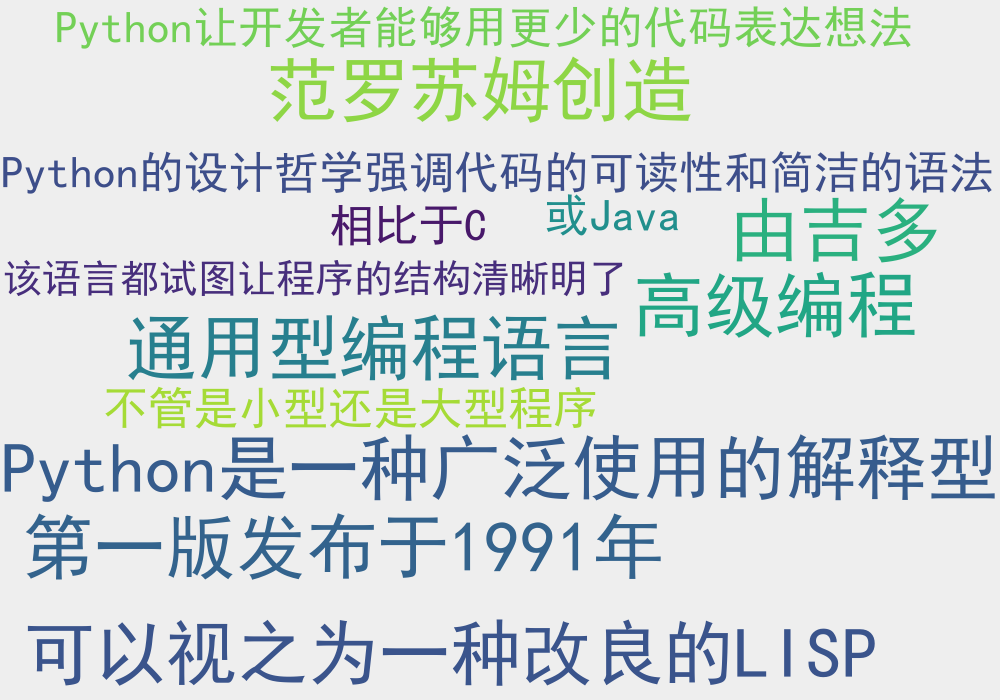 Python让开发者能够用更少的代码表达想法
范罗苏姆创造
Python的设计哲学强调代码的可读性和简洁的语法
相比于C
或Java
由吉多
该语言都试图让程序的结构清晰明了
高级编程
通用型编程语言
不管是小型还是大型程序
Python是一种广泛使用的解释型
第一版发布于1991年
可以视之为一种改良的LISP